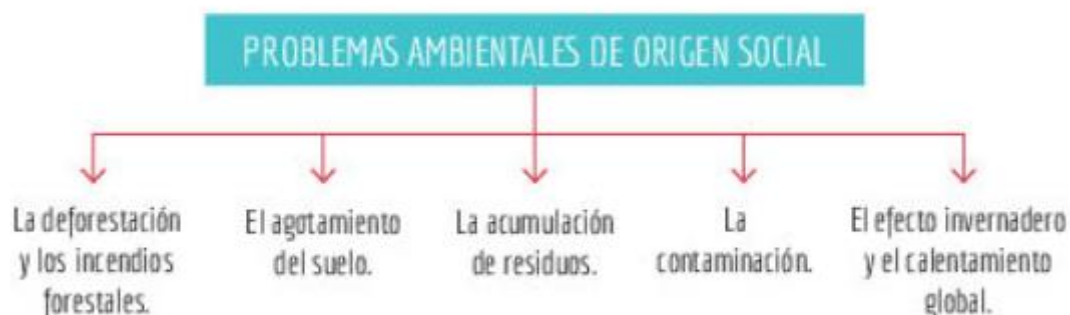 PROBLEMAS AMBIENTALES DE ORIGEN SOCIAL
La deforestación
y los incendios
forestales.
El agotamiento
del suelo.
La acumulación
de residuos.
La
contaminación.
El efecto invernadero
y el calentamiento
global.